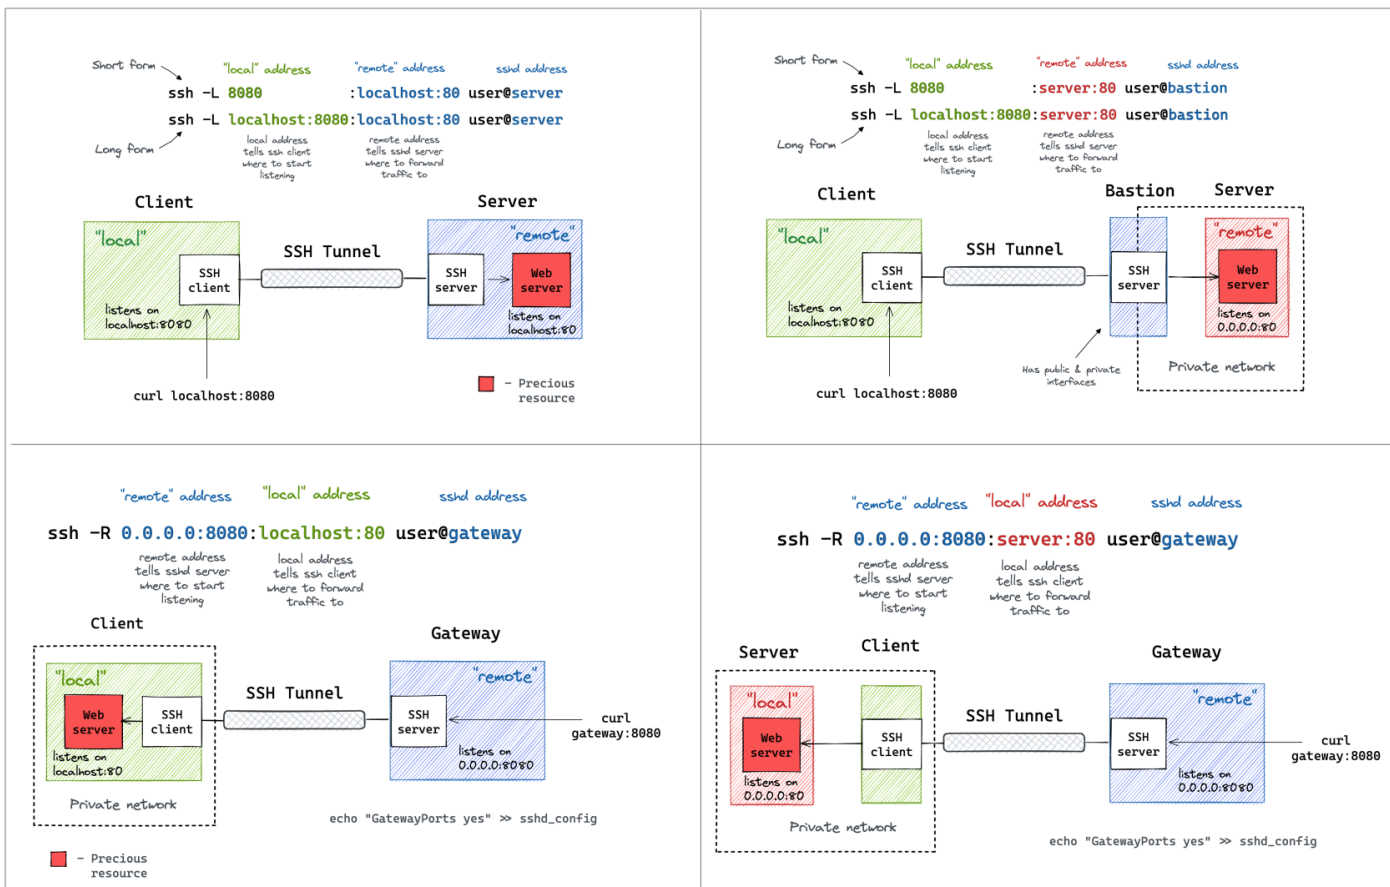 "local" address "remote" address sshd address
Short form
ssh -L 8080 :localhost:80 user@server
ssh -L localhost:8080:localhost:80 user@server
Long form
local address
tells ssh client
where to start
listening
remote address
tells sshd server
where to forward
traffic to
Client
Server
"local"
"remote"
SSH Tunnel
SSH
client
SSH
server
Web
server
listens on
localhost:8080
listens on
localhost:80
curl localhost:8080
- Precious
resource
"local" address "remote" address sshd address
Short form
ssh -L 8080 :server:80 user@bastion
ssh -L localhost:8080:server:80 user@bastion
Long form
local address
tells ssh client
where to start
listening
remote address
tells sshd server
where to forward
traffic to
Client
Bastion
Server
"local"
"remote"
SSH Tunnel
SSH
client
SSH
server
Web
server
listens on
localhost:8080
listens on
0.0.0.0:80
Has public & private
interfaces
Private network
curl localhost:8080
"remote" address "local" address sshd address
ssh -R 0.0.0.0:8080:localhost:80 user@gateway
remote address
tells sshd server
where to start
listening
local address
tells ssh client
where to forward
traffic to
Client
Gateway
"local"
"remote"
SSH Tunnel
Web
server
SSH
client
SSH
server
listens on
localhost:80
listens on
0.0.0.0:8080
curl
gateway:8080
Private network
echo "GatewayPorts yes" >> sshd_config
- Precious
resource
"remote" address "local" address sshd address
ssh -R 0.0.0.0:8080:server:80 user@gateway
remote address
tells sshd server
where to start
listening
local address
tells ssh client
where to forward
traffic to
Server
Client
Gateway
"local"
"remote"
SSH Tunnel
Web
server
SSH
client
SSH
server
listens on
0.0.0.0:80
listens on
0.0.0.0:8080
curl
gateway:8080
Private network
echo "GatewayPorts yes" >> sshd_config